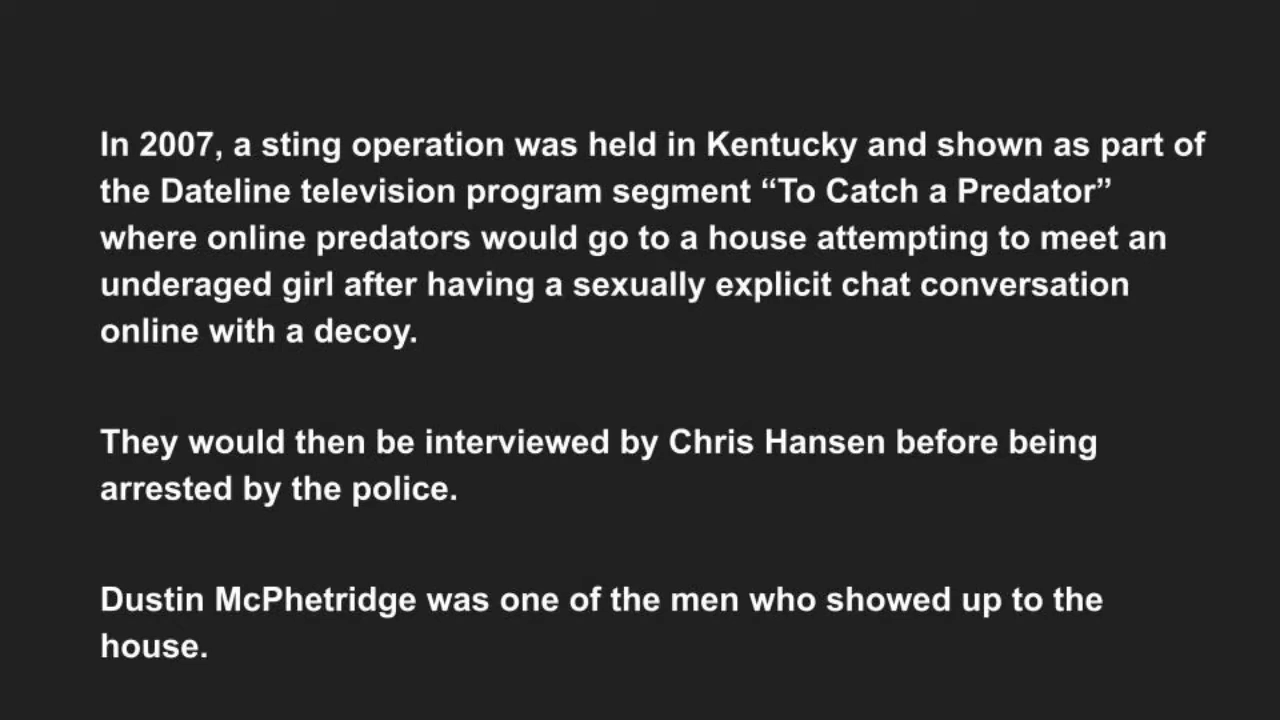 In 2007, a sting operation was held in Kentucky and shown as part of
the Dateline television program segment “To Catch a Predator”
where online predators would go to a house attempting to meet an
underaged girl after having a sexually explicit chat conversation
online with a decoy.
They would then be interviewed by Chris Hansen before being
arrested by the police.
Dustin McPhetridge was one of the men who showed up to the
house.